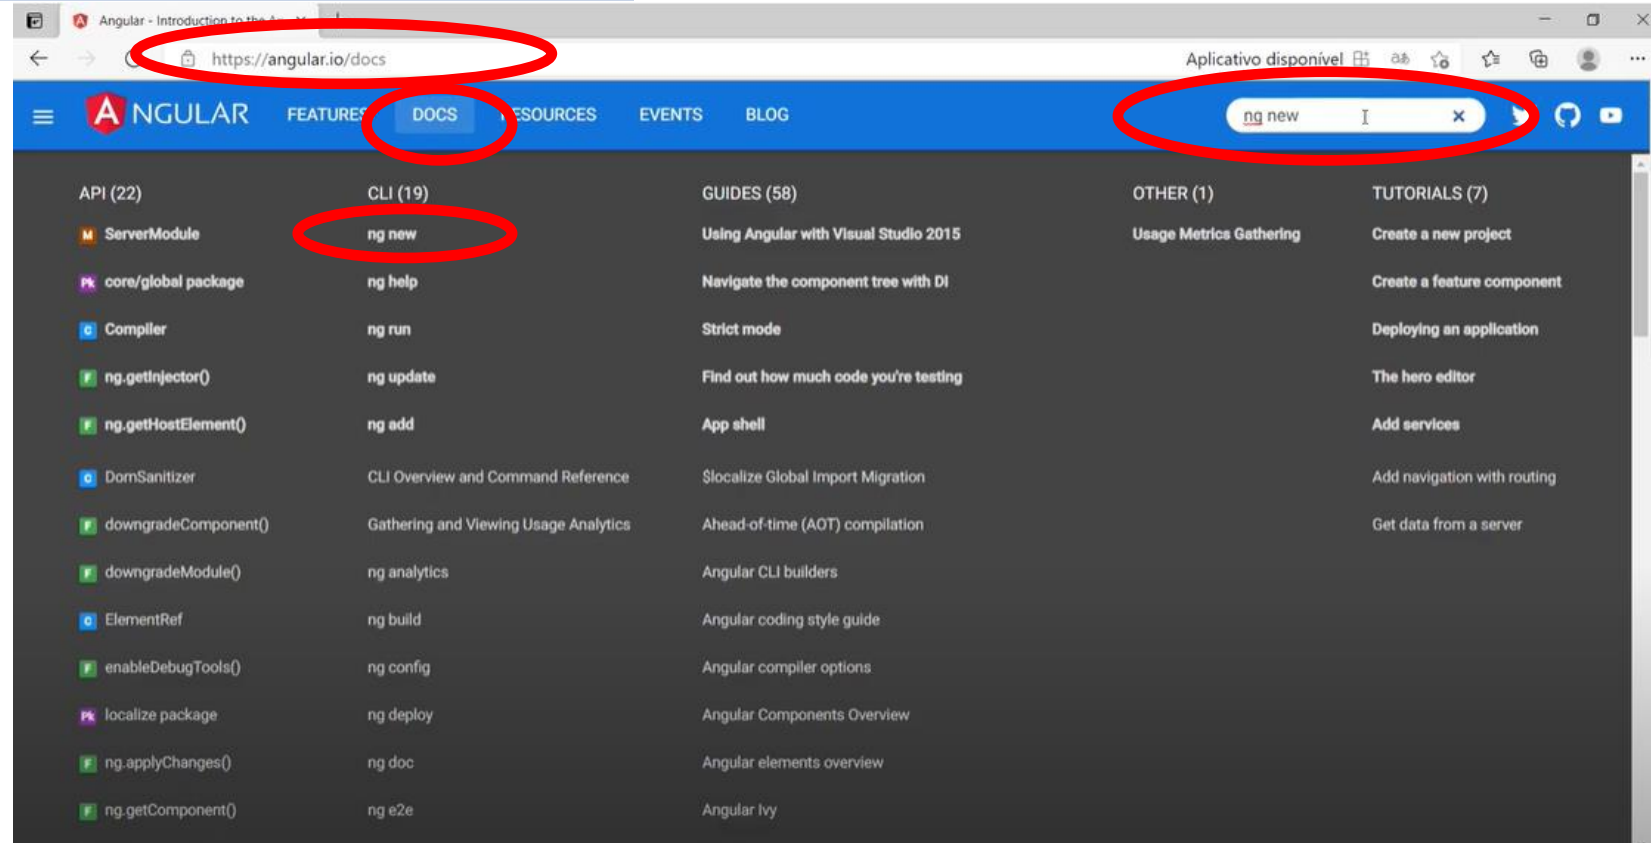 Angular - Introduction to the An
https://angular.io/docs
Aplicativo disponível
ANGULAR FEATURES DOCS RESOURCES EVENTS BLOG
ng new
API (22)
ServerModule
core/global package
Compiler
ng.getInjector()
ng.getHostElement()
DomSanitizer
downgradeComponent()
downgradeModule()
ElementRef
enableDebugTools()
localize package
ng.applyChanges()
ng.getComponent()
CLI (19)
ng new
ng help
ng run
ng update
ng add
CLI Overview and Command Reference
Gathering and Viewing Usage Analytics
ng analytics
ng build
ng config
ng deploy
ng doc
ng e2e
GUIDES (58)
Using Angular with Visual Studio 2015
Navigate the component tree with DI
Strict mode
Find out how much code you're testing
App shell
$localize Global Import Migration
Ahead-of-time (AOT) compilation
Angular CLI builders
Angular coding style guide
Angular compiler options
Angular Components Overview
Angular elements overview
Angular Ivy
OTHER (1)
Usage Metrics Gathering
TUTORIALS (7)
Create a new project
Create a feature component
Deploying an application
The hero editor
Add services
Add navigation with routing
Get data from a server